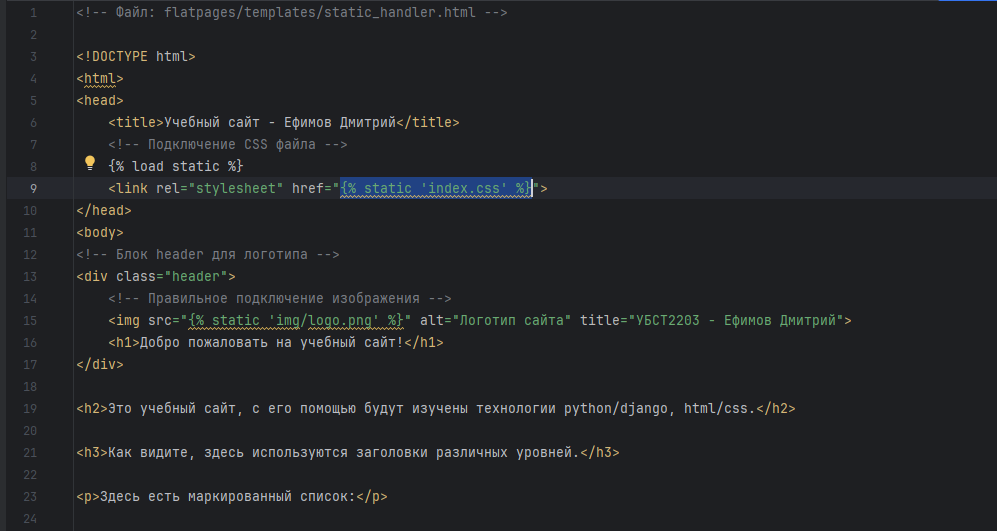 1 <!-- Файл: flatpages/templates/static_handler.html -->
2
3 <!DOCTYPE html>
4 <html>
5 <head>
6     <title>Учебный сайт - Ефимов Дмитрий</title>
7     <!-- Подключение CSS файла -->
8     {% load static %}
9     <link rel="stylesheet" href="{% static 'index.css' %}">
10 </head>
11 <body>
12 <!-- Блок header для логотипа -->
13 <div class="header">
14     <!-- Правильное подключение изображения -->
15     <img src="{% static 'img/logo.png' %}" alt="Логотип сайта" title="УБСТ2203 - Ефимов Дмитрий">
16     <h1>Добро пожаловать на учебный сайт!</h1>
17 </div>
18
19 <h2>Это учебный сайт, с его помощью будут изучены технологии python/django, html/css.</h2>
20
21 <h3>Как видите, здесь используются заголовки различных уровней.</h3>
22
23 <p>Здесь есть маркированный список:</p>
24